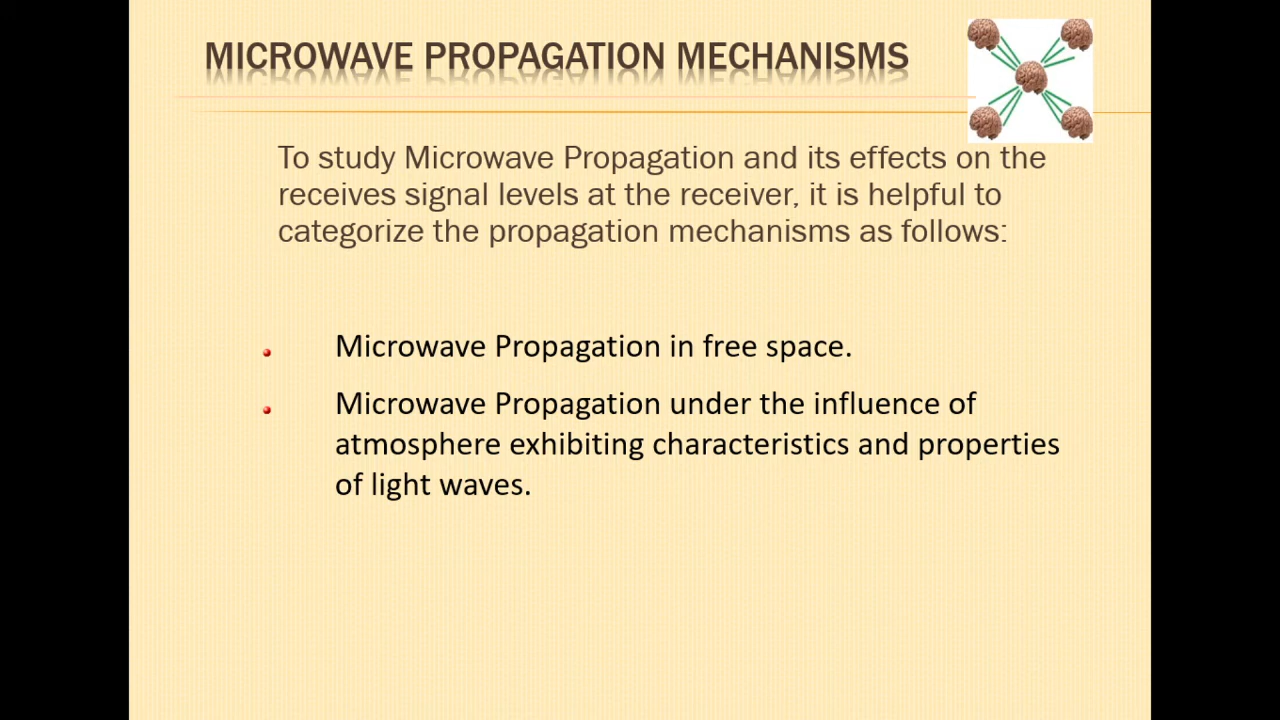 MICROWAVE PROPAGATION MECHANISMS
To study Microwave Propagation and its effects on the
receives signal levels at the receiver, it is helpful to
categorize the propagation mechanisms as follows:
Microwave Propagation in free space.
Microwave Propagation under the influence of
atmosphere exhibiting characteristics and properties
of light waves.